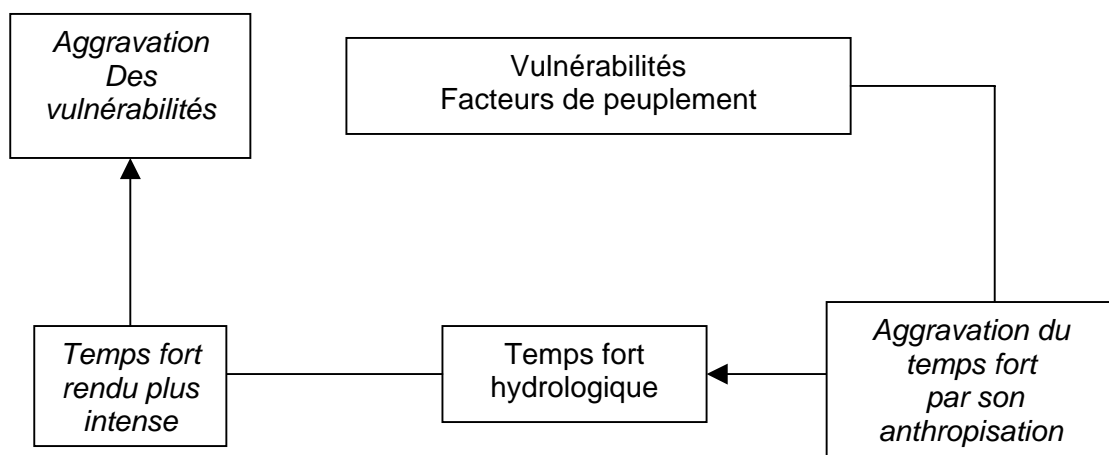 Aggravation
Des
vulnérabilités
Vulnérabilités
Facteurs de peuplement
Temps fort
rendu plus
intense
Temps fort
hydrologique
Aggravation du
temps fort
par son
anthropisation